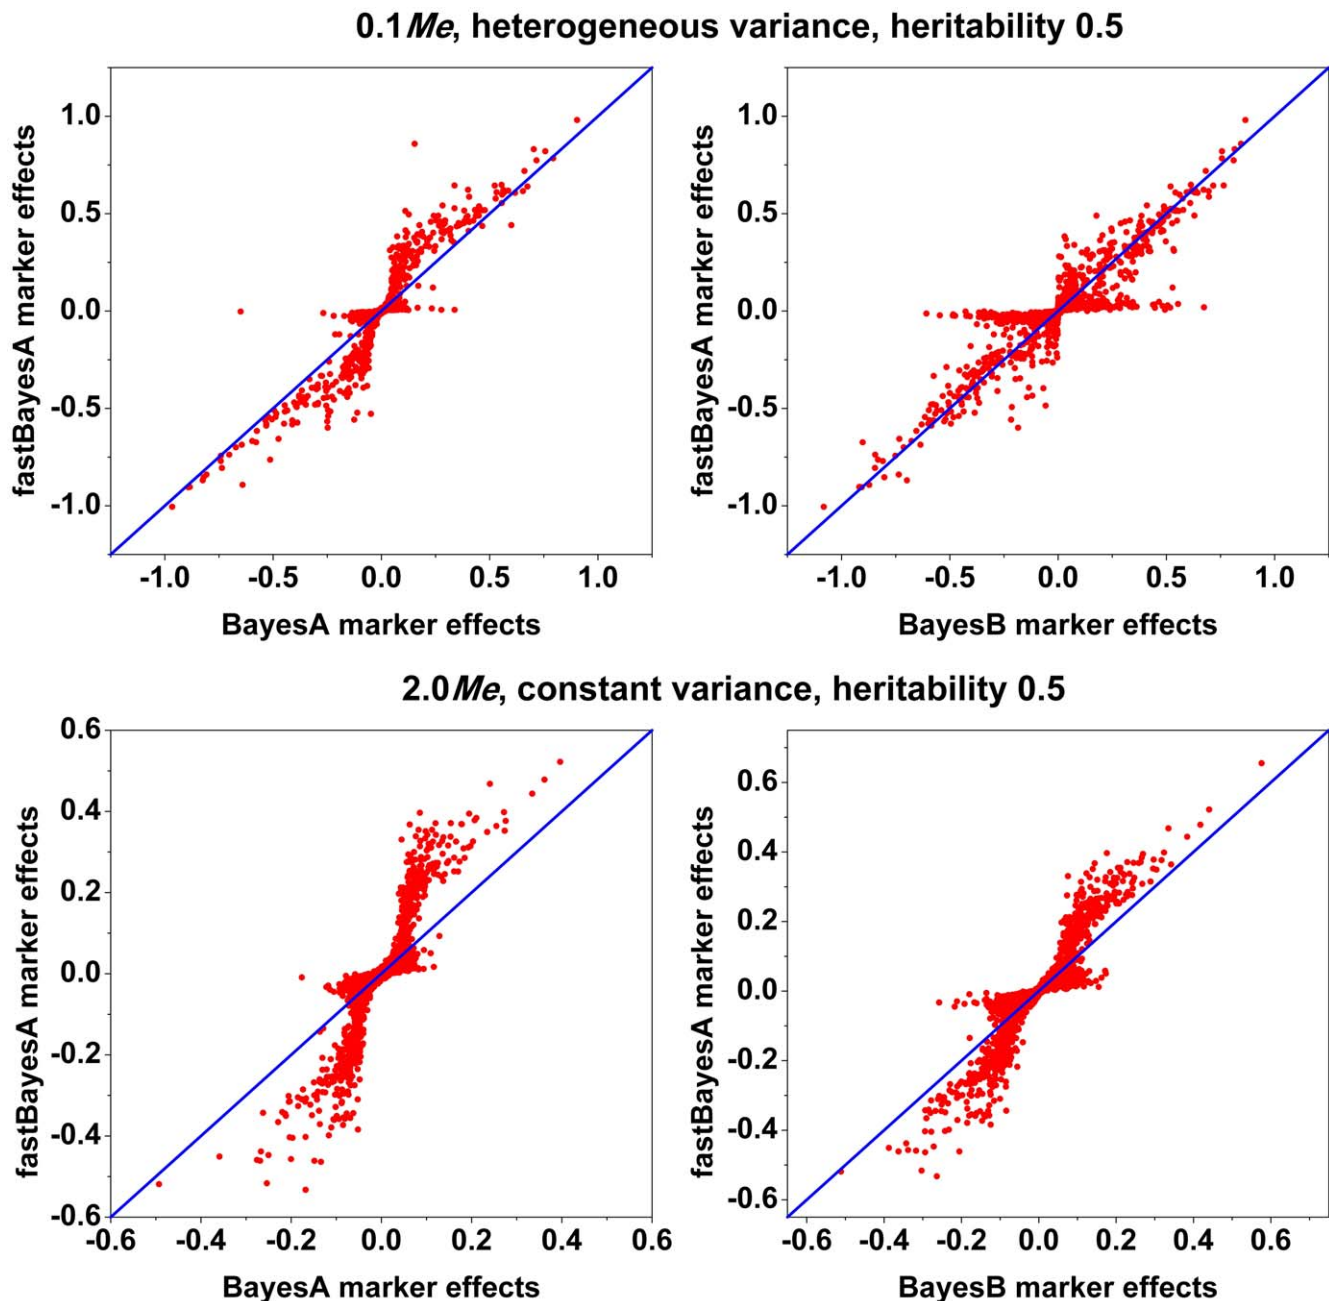 0.1Me, heterogeneous variance, heritability 0.5
fastBayesA marker effects
1.0
0.5
0.0
-0.5
-1.0
-1.0 -0.5 0.0 0.5 1.0
BayesA marker effects
fastBayesA marker effects
1.0
0.5
0.0
-0.5
-1.0
-1.0 -0.5 0.0 0.5 1.0
BayesB marker effects
2.0Me, constant variance, heritability 0.5
fastBayesA marker effects
0.6
0.4
0.2
0.0
-0.2
-0.4
-0.6
-0.6 -0.4 -0.2 0.0 0.2 0.4 0.6
BayesA marker effects
fastBayesA marker effects
0.6
0.4
0.2
0.0
-0.2
-0.4
-0.6
-0.6 -0.4 -0.2 0.0 0.2 0.4 0.6
BayesB marker effects